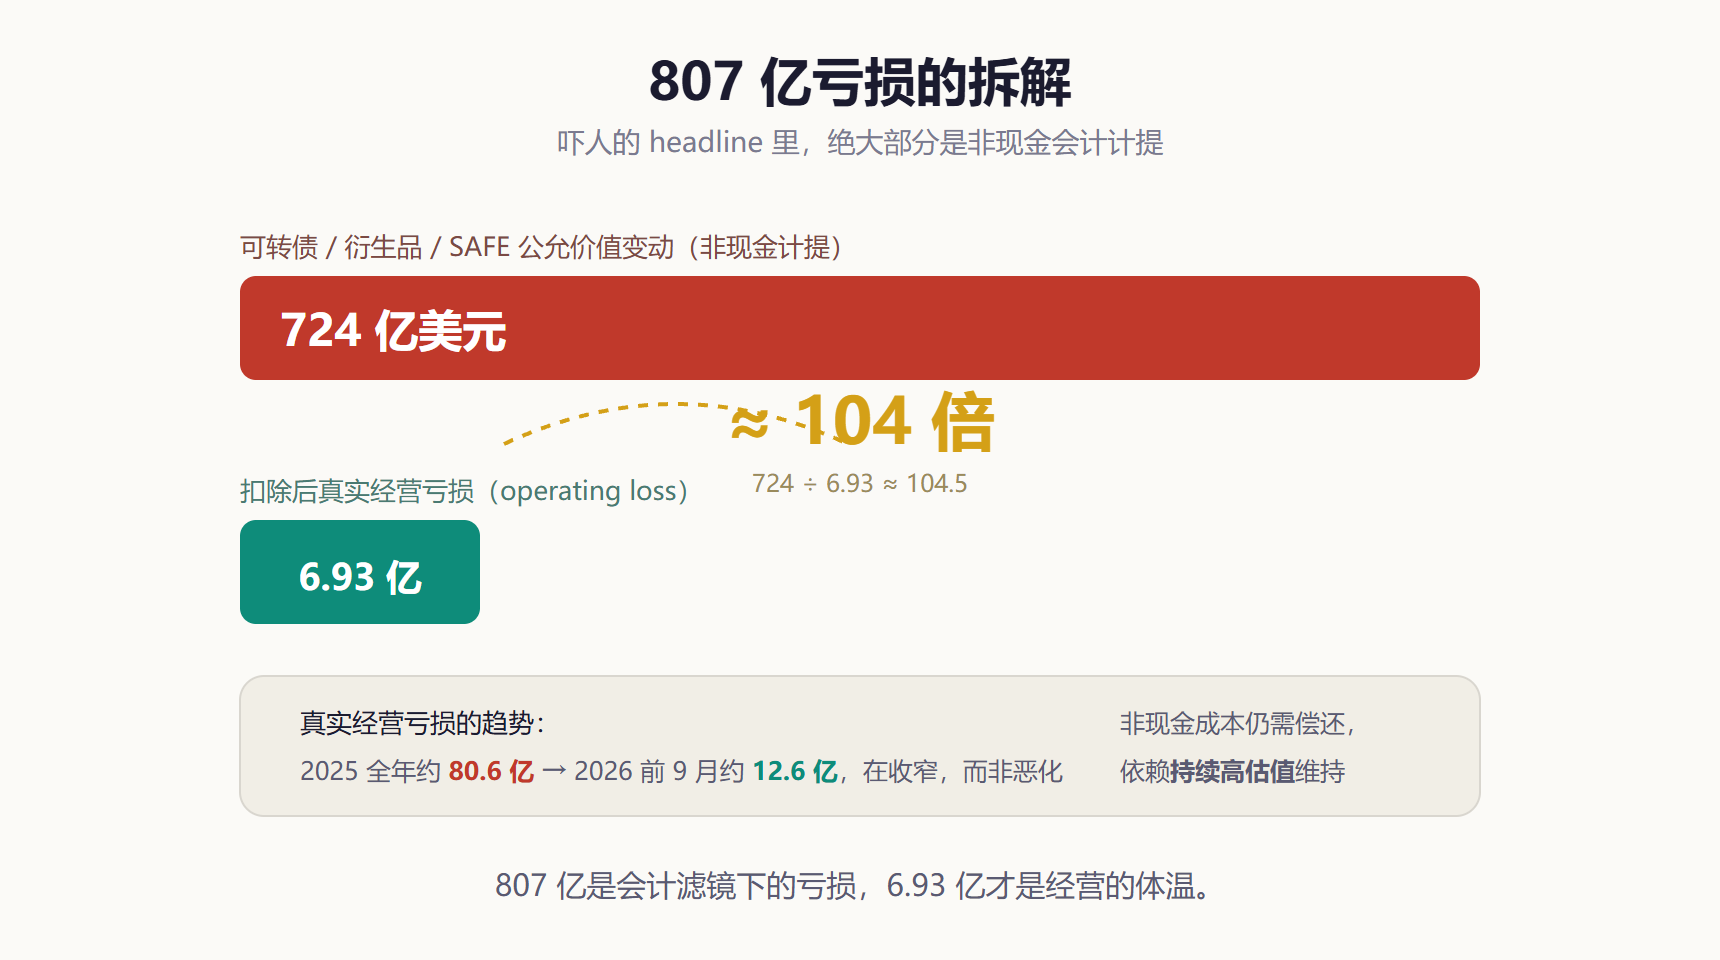 807 亿亏损的拆解
吓人的 headline 里，绝大部分是非现金会计计提
可转债 / 衍生品 / SAFE 公允价值变动（非现金计提）
724 亿美元
≈ 104 倍
724 ÷ 6.93 ≈ 104.5
扣除后真实经营亏损（operating loss）
6.93 亿
真实经营亏损的趋势：
2025 全年约 80.6 亿 → 2026 前 9 月约 12.6 亿，在收窄，而非恶化
非现金成本仍需偿还，
依赖持续高估值维持
807 亿是会计滤镜下的亏损，6.93 亿才是经营的体温。